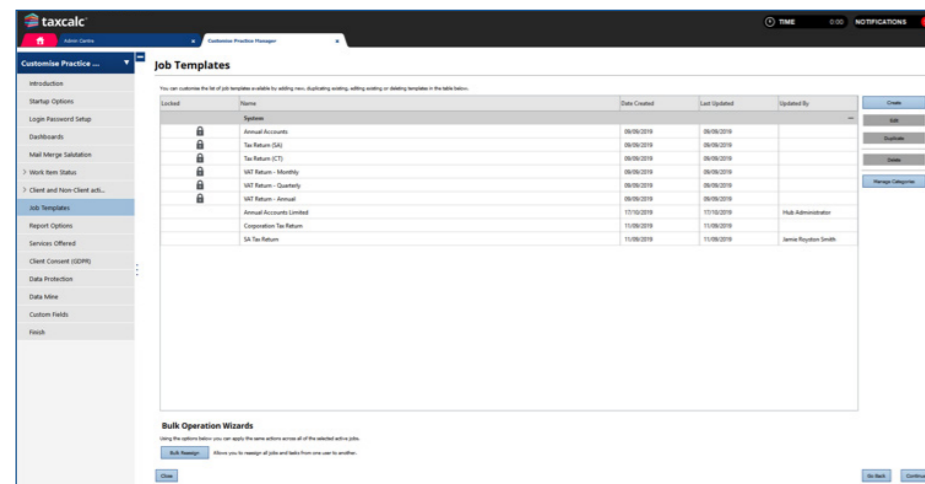 taxcalc
TIME 0:00 NOTIFICATIONS
Admin Centre
Customise Practice Manager
Customise Practice ...
Introduction
Startup Options
Login Password Setup
Dashboards
Mail Merge Salutation
Work Item Status
Client and Non-Client acti...
Job Templates
Report Options
Services Offered
Client Consent (GDPR)
Data Protection
Data Mine
Custom Fields
Finish
Job Templates
You can customise the list of job templates available by adding new, duplicating existing, editing existing or deleting templates in the table below.
Locked Name Date Created Last Updated Updated By
System
Annual Accounts 09/09/2019 09/09/2019
Tax Return (SA) 09/09/2019 09/09/2019
Tax Return (CT) 09/09/2019 09/09/2019
VAT Return - Monthly 09/09/2019 09/09/2019
VAT Return - Quarterly 09/09/2019 09/09/2019
VAT Return - Annual 09/09/2019 09/09/2019
Annual Accounts Limited 17/10/2019 17/10/2019 Hub Administrator
Corporation Tax Return 11/09/2019 11/09/2019
SA Tax Return 11/09/2019 11/09/2019 Jamie Royston Smith
Create
Edit
Duplicate
Delete
Manage Categories
Bulk Operation Wizards
Using the options below you can apply the same actions across all of the selected active jobs.
Bulk Reassign Allows you to reassign all jobs and tasks from one user to another.
Close Go Back Continue